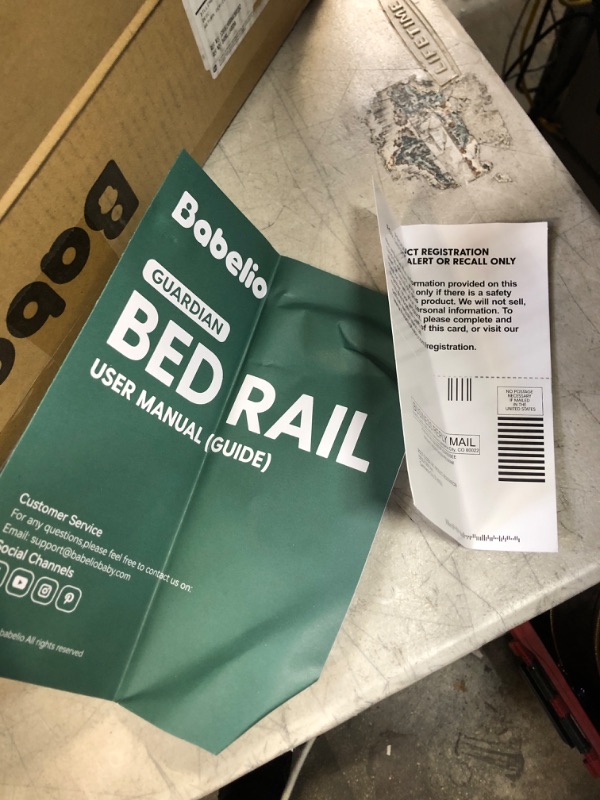 LIFETIME
Babelio
Babelio
GUARDIAN
BED RAIL
USER MANUAL (GUIDE)
Customer Service
For any questions,please feel free to contact us on:
Email: support@babeliobaby.com
Social Channels
babelio All rights reserved
CT REGISTRATION
ALERT OR RECALL ONLY
rmation provided on this
only if there is a safety
product. We will not sell,
ersonal information. To
please complete and
of this card, or visit our
registration.
NO POSTAGE
NECESSARY
IF MAILED
IN THE
UNITED STATES
MAIL